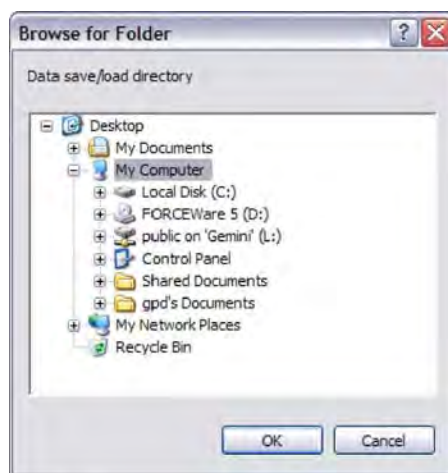 Browse for Folder
Data save/load directory
Desktop
My Documents
My Computer
Local Disk (C:)
FORCEWare 5 (D:)
public on 'Gemini' (L:)
Control Panel
Shared Documents
gpd's Documents
My Network Places
Recycle Bin
OK Cancel